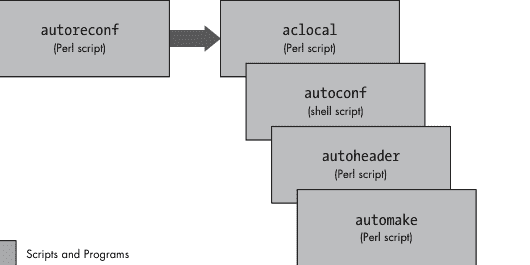 autoreconf
(Perl script)
aclocal
(Perl script)
autoconf
(shell script)
autoheader
(Perl script)
automake
(Perl script)
Scripts and Programs